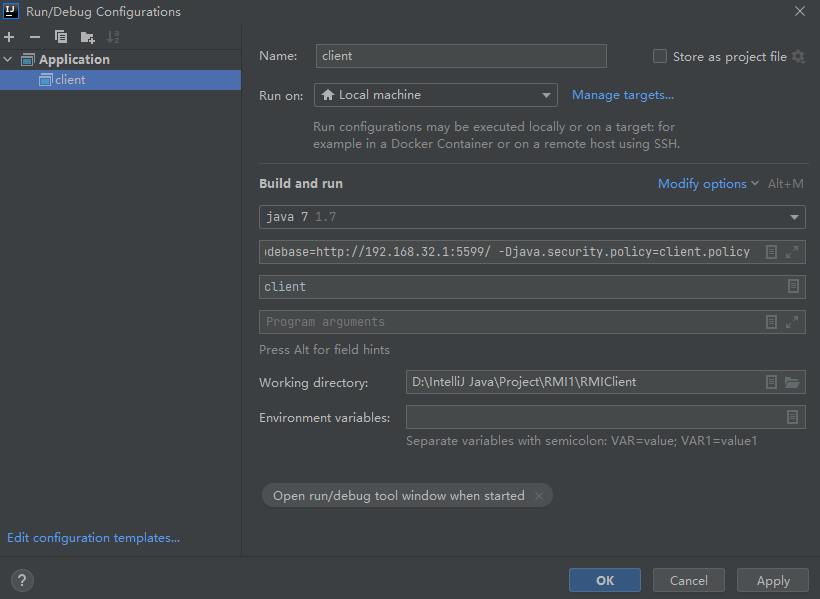 Run/Debug Configurations
Application
client
Name: client Store as project file
Run on: Local machine Manage targets...
Run configurations may be executed locally or on a target: for
example in a Docker Container or on a remote host using SSH.
Build and run Modify options Alt+M
java 7 1.7
debase=http://192.168.32.1:5599/ -Djava.security.policy=client.policy
client
Program arguments
Press Alt for field hints
Working directory: D:\IntelliJ Java\Project\RMI1\RMIClient
Environment variables:
Separate variables with semicolon: VAR=value; VAR1=value1
Open run/debug tool window when started
Edit configuration templates...
? OK Cancel Apply